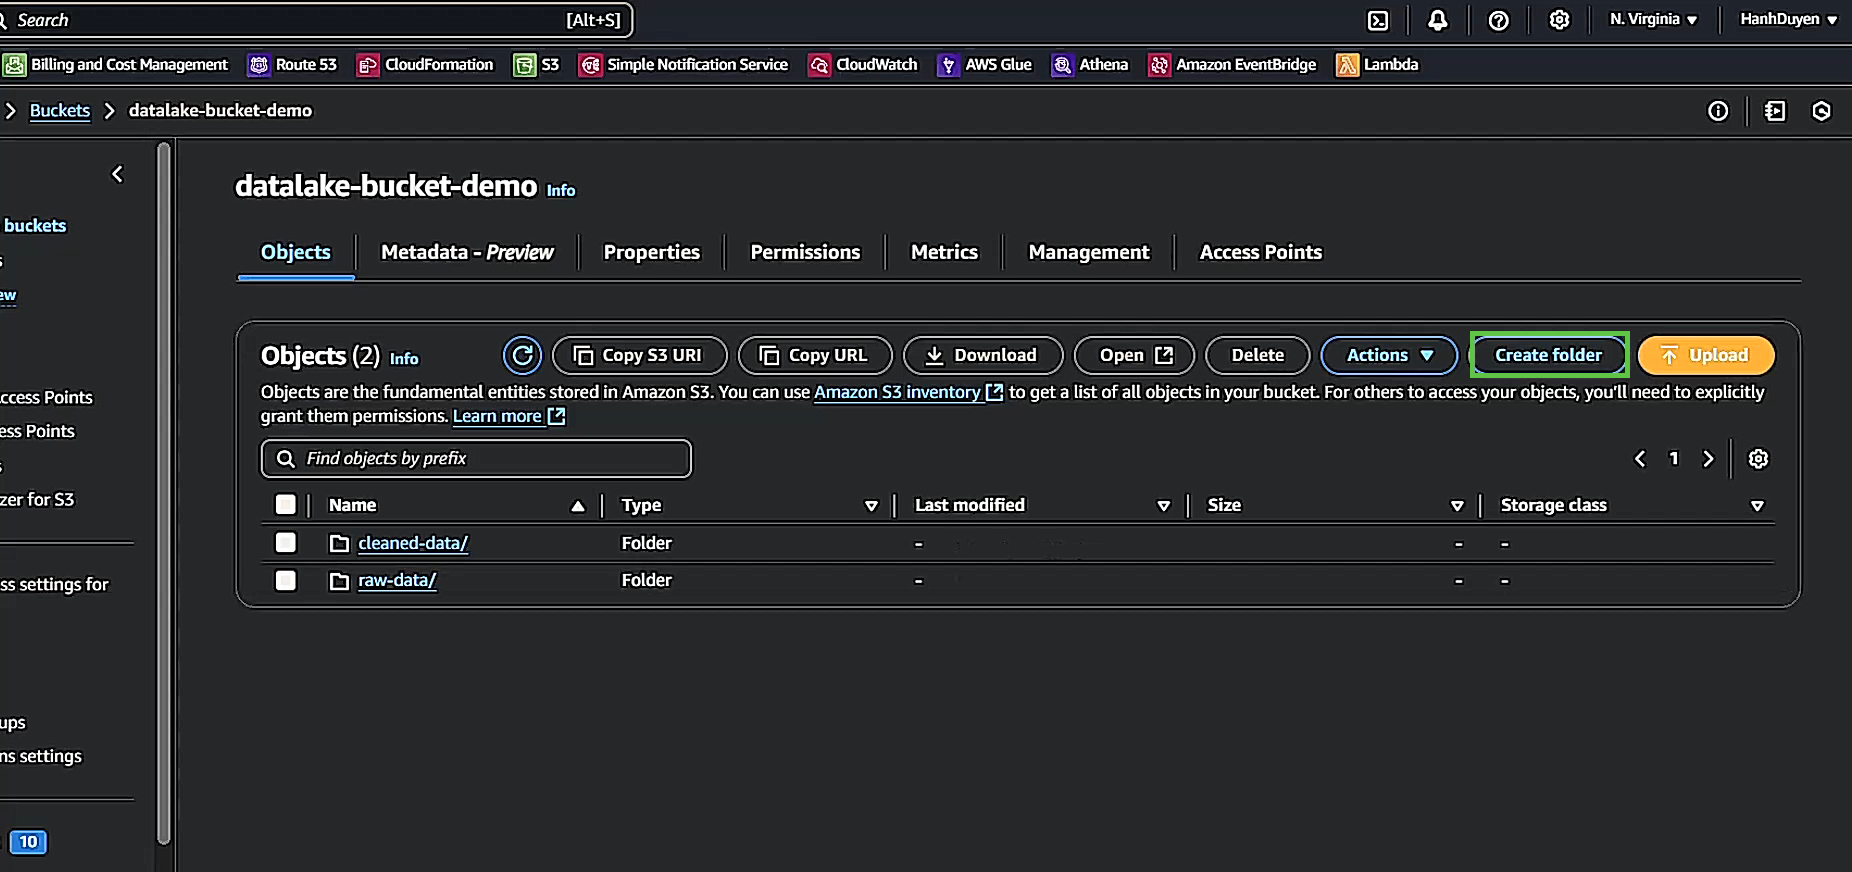 Search [Alt+S] N. Virginia ▼ HanhDuyen ▼
Billing and Cost Management Route 53 CloudFormation S3 Simple Notification Service CloudWatch AWS Glue Athena Amazon EventBridge Lambda
Buckets datalake-bucket-demo
datalake-bucket-demo Info
buckets
s
ew
ccess Points
ess Points
s
zer for S3
ss settings for
ups
ns settings
10
Objects Metadata - Preview Properties Permissions Metrics Management Access Points
Objects (2) Info Copy S3 URI Copy URL Download Open Delete Actions ▼ Create folder Upload
Objects are the fundamental entities stored in Amazon S3. You can use Amazon S3 inventory to get a list of all objects in your bucket. For others to access your objects, you'll need to explicitly
grant them permissions. Learn more
Find objects by prefix 1
Name Type Last modified Size Storage class
cleaned-data/ Folder - - -
raw-data/ Folder - - -